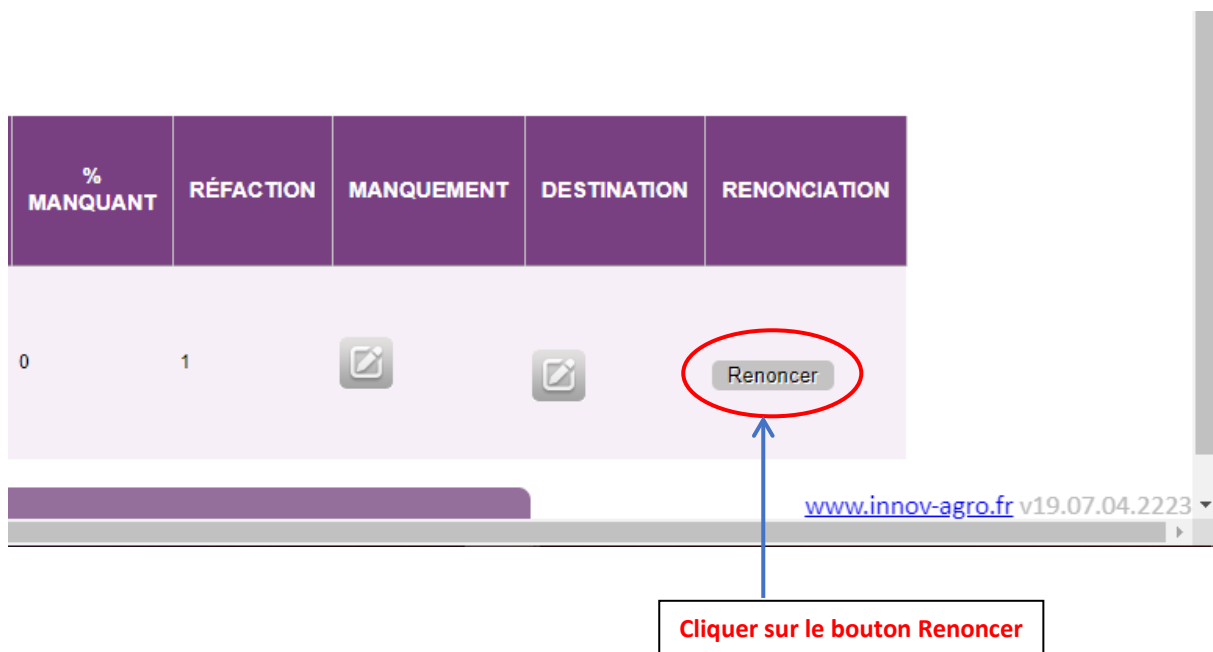 %
MANQUANT
RÉFACTION
MANQUEMENT
DESTINATION
RENONCIATION
0
1
Renoncer
www.innov-agro.fr v19.07.04.2223
Cliquer sur le bouton Renoncer